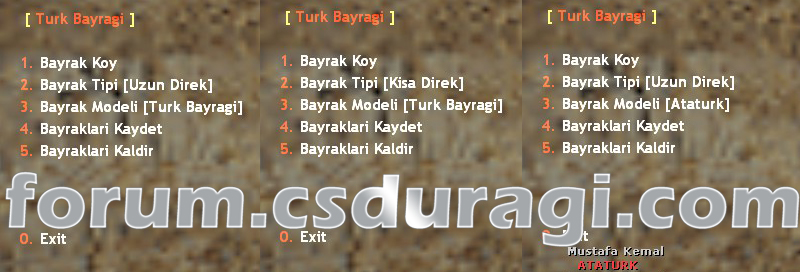 [ Turk Bayragi ]
1. Bayrak Koy
2. Bayrak Tipi [Uzun Direk]
3. Bayrak Modeli [Turk Bayragi]
4. Bayraklari Kaydet
5. Bayraklari Kaldir
0. Exit
[ Turk Bayragi ]
1. Bayrak Koy
2. Bayrak Tipi [Kisa Direk]
3. Bayrak Modeli [Turk Bayragi]
4. Bayraklari Kaydet
5. Bayraklari Kaldir
0. Exit
[ Turk Bayragi ]
1. Bayrak Koy
2. Bayrak Tipi [Uzun Direk]
3. Bayrak Modeli [Ataturk]
4. Bayraklari Kaydet
5. Bayraklari Kaldir
0. Exit
Mustafa Kemal
ATATURK
forum.csduragi.com